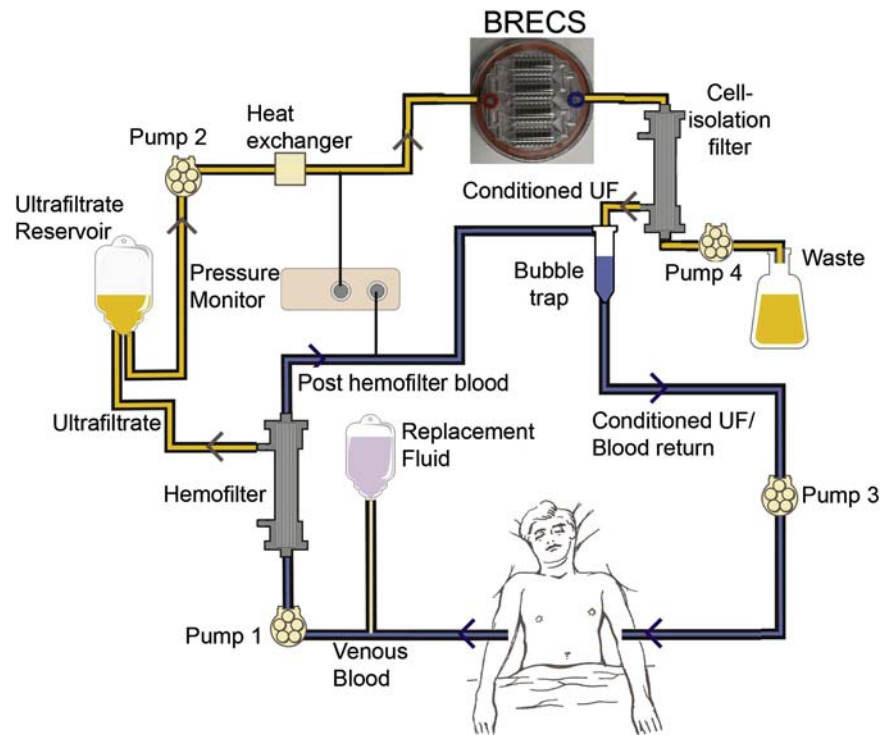 BRECS
Heat
exchanger
Cell-
isolation
filter
Pump 2
Conditioned UF
Ultrafiltrate
Reservoir
Pressure
Monitor
Bubble
trap
Pump 4
Waste
Post hemofilter blood
Ultrafiltrate
Replacement
Fluid
Conditioned UF/
Blood return
Hemofilter
Pump 3
Pump 1
Venous
Blood